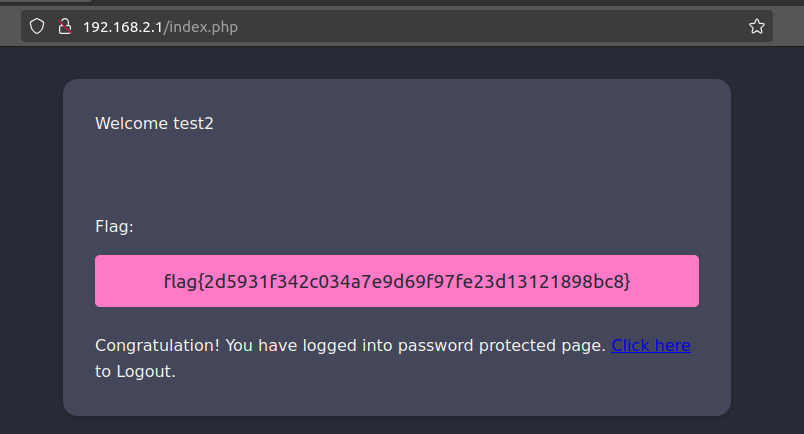 192.168.2.1/index.php
Welcome test2
Flag:
flag{2d5931f342c034a7e9d69f97fe23d13121898bc8}
Congratulation! You have logged into password protected page. Click here
to Logout.